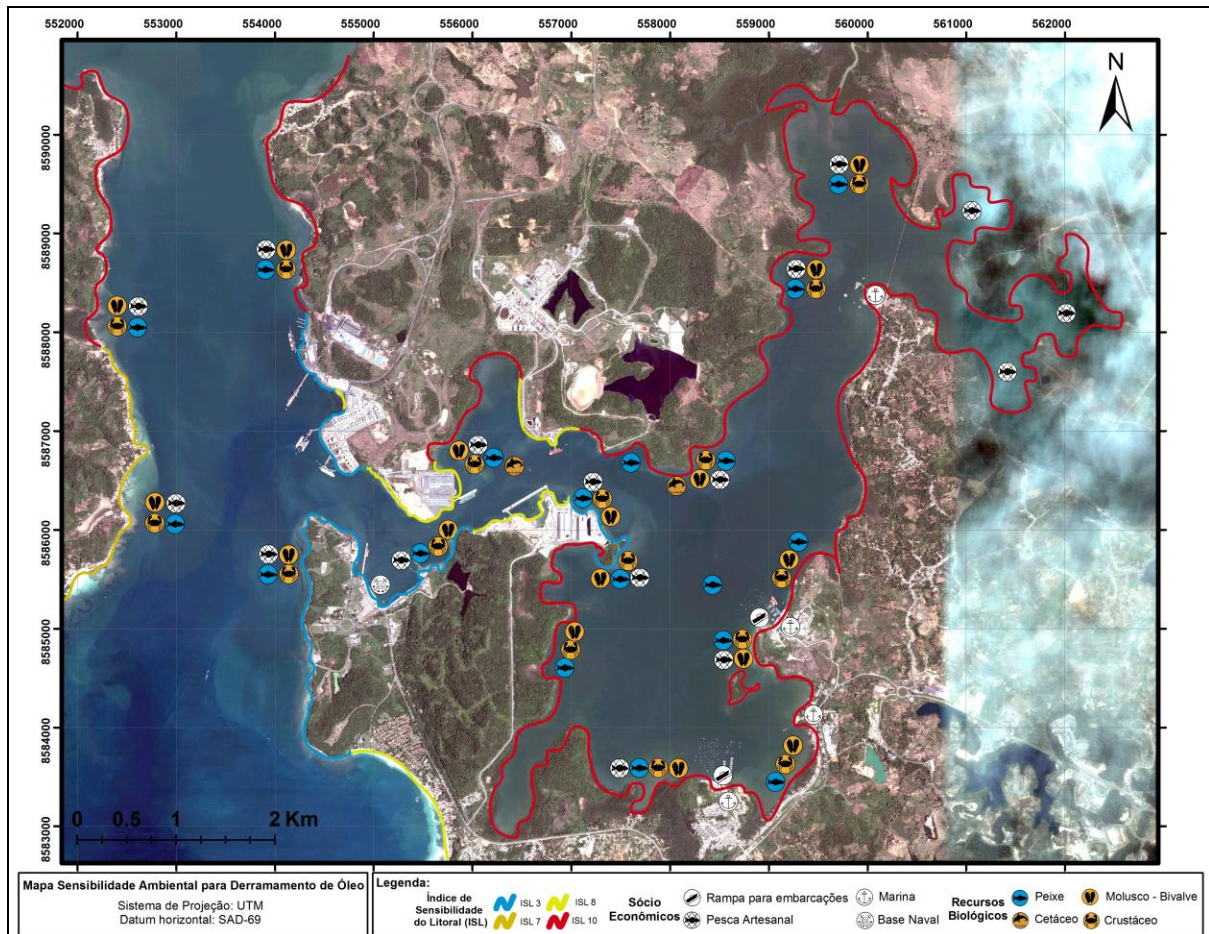 552000 553000 554000 555000 556000 557000 558000 559000 560000 561000 562000
N
8590000
8589000
8588000
8587000
8586000
8585000
8584000
8583000
0 0.5 1 2 Km
Mapa Sensibilidade Ambiental para Derramamento de Óleo
Sistema de Projeção: UTM
Datum horizontal: SAD-69
Legenda:
Índice de
Sensibilidade
do Litoral (ISL)
ISL 3 ISL 8
ISL 7 ISL 10
Sócio
Econômicos
Rampa para embarcações Marina
Pesca Artesanal Base Naval
Recursos
Biológicos
Peixe Molusco - Bivalve
Cetáceo Crustáceo